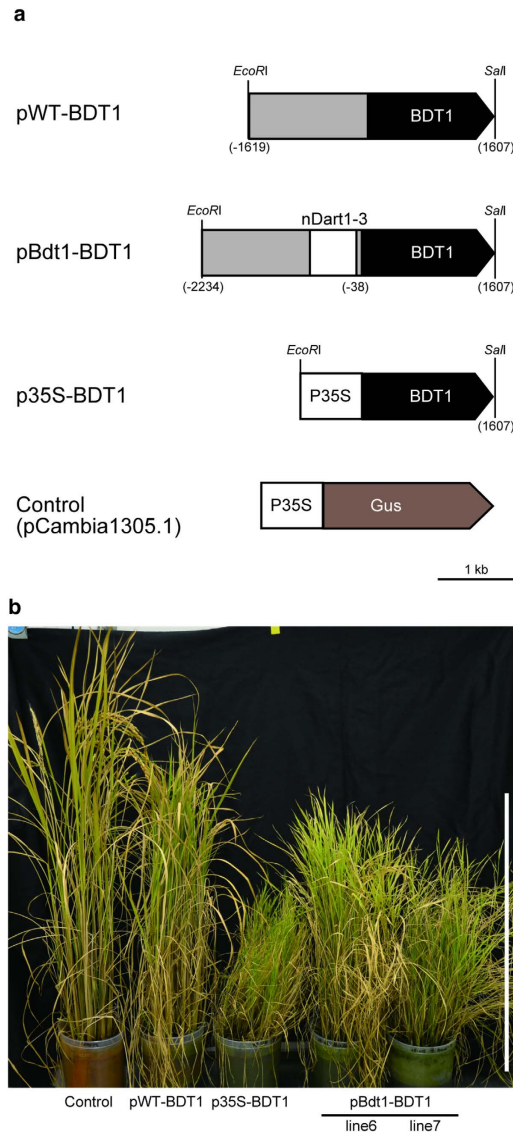 a
EcoRI SalI
pWT-BDT1 BDT1
(-1619) (1607)
EcoRI nDart1-3 SalI
pBdt1-BDT1 BDT1
(-2234) (-38) (1607)
EcoRI SalI
p35S-BDT1 P35S BDT1
(1607)
Control P35S Gus
(pCambia1305.1)
1 kb
b
Control pWT-BDT1 p35S-BDT1 pBdt1-BDT1
line6 line7